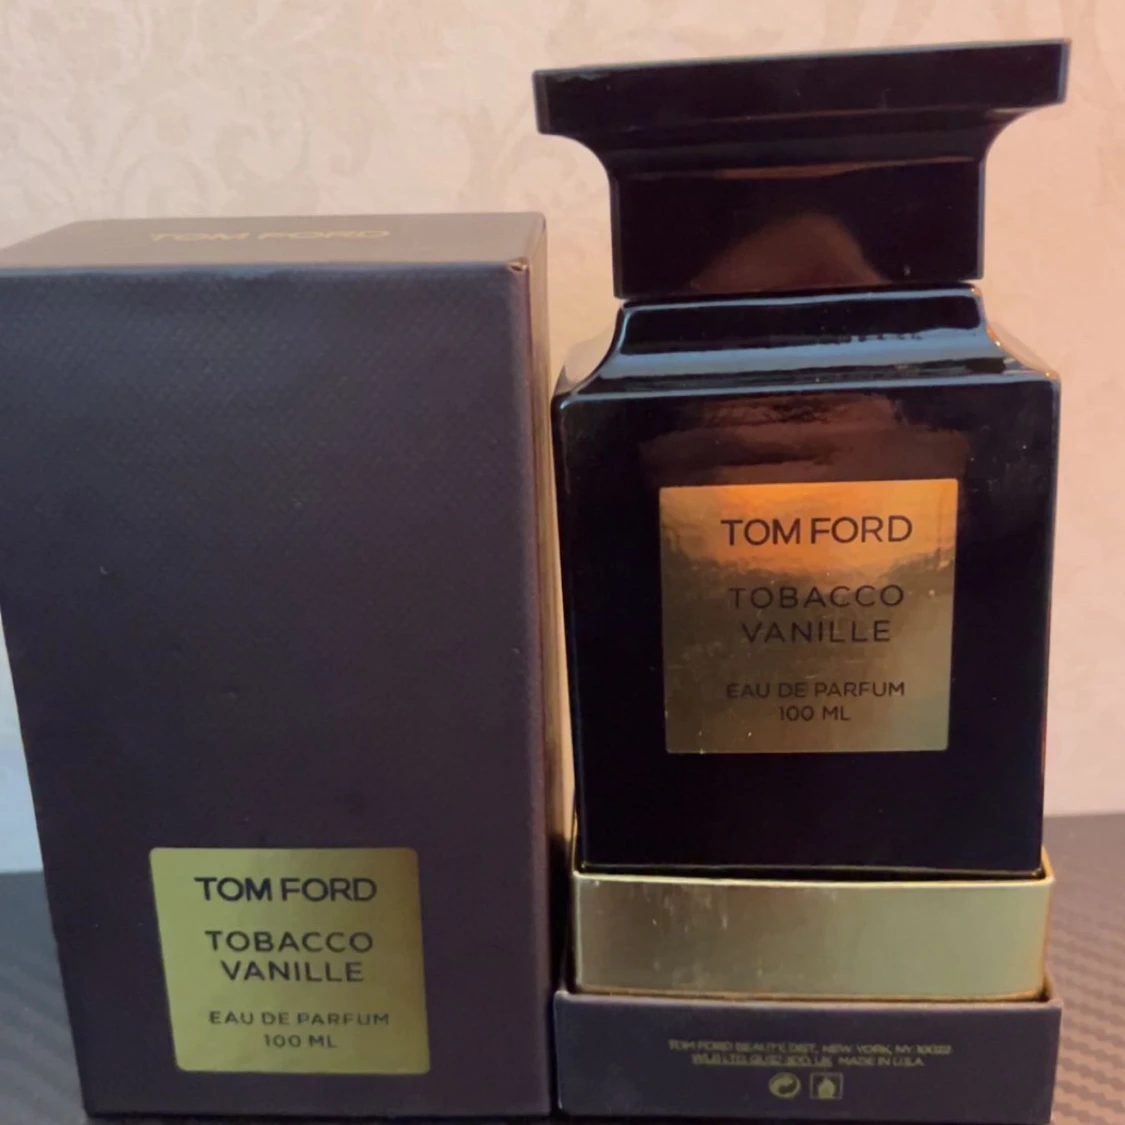 TOM FORD
TOM FORD
TOBACCO
VANILLE
EAU DE PARFUM
100 ML
TOM FORD
TOBACCO
VANILLE
EAU DE PARFUM
100 ML
TOM FORD BEAUTY, DIST, NEW YORK, NY 10022
MADE IN U.S.A.